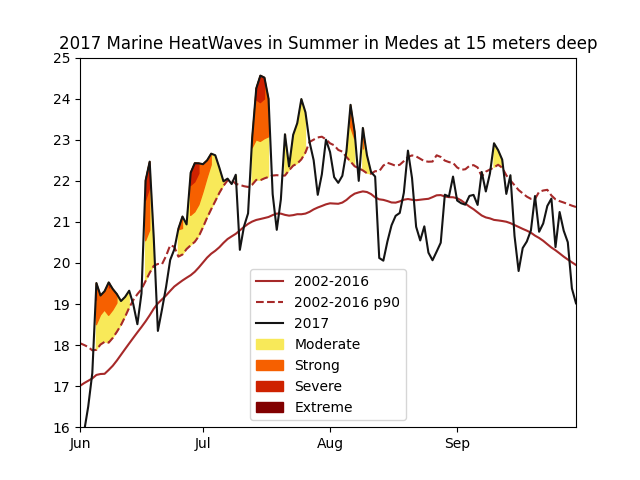 2017 Marine HeatWaves in Summer in Medes at 15 meters deep
25
24
23
22
21
20
19
18
17
16
Jun
Jul
Aug
Sep
2002-2016
2002-2016 p90
2017
Moderate
Strong
Severe
Extreme